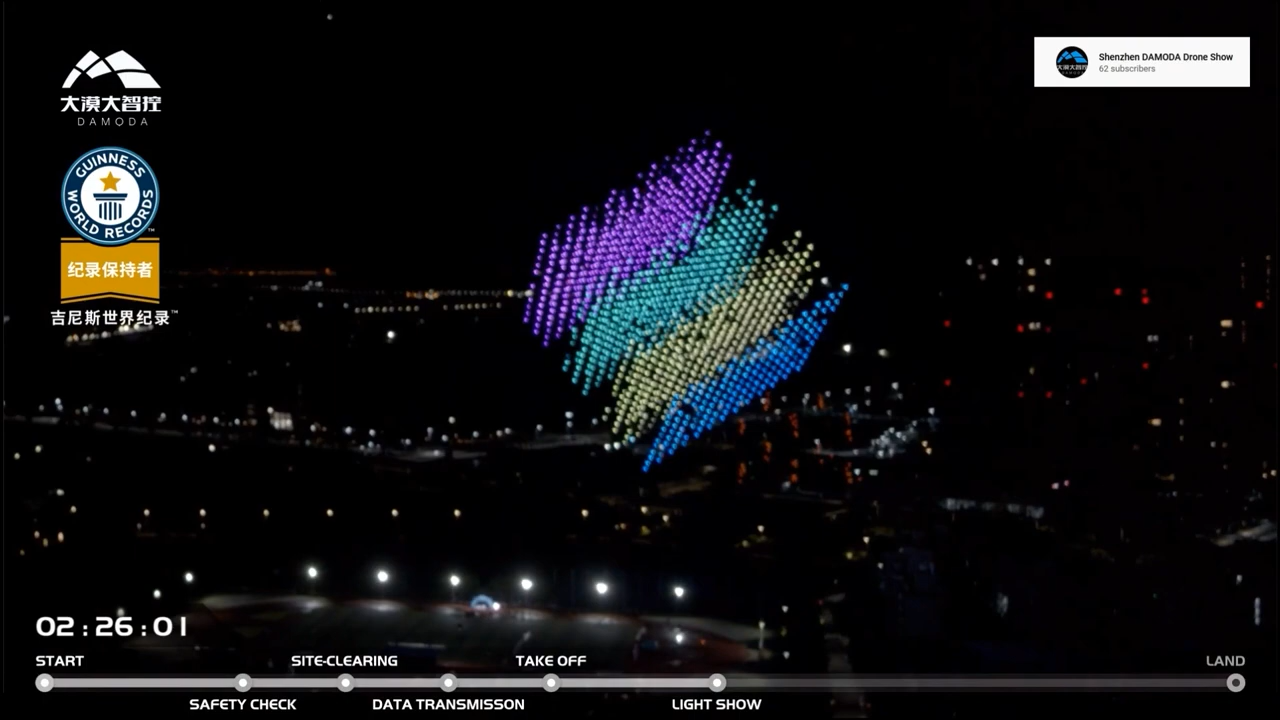 大漠大智控
DAMODA
GUINNESS
WORLD RECORDS™
纪录保持者
吉尼斯世界纪录™
Shenzhen DAMODA Drone Show
62 subscribers
02:26:01
START
SITE-CLEARING
TAKE OFF
LAND
SAFETY CHECK
DATA TRANSMISSON
LIGHT SHOW